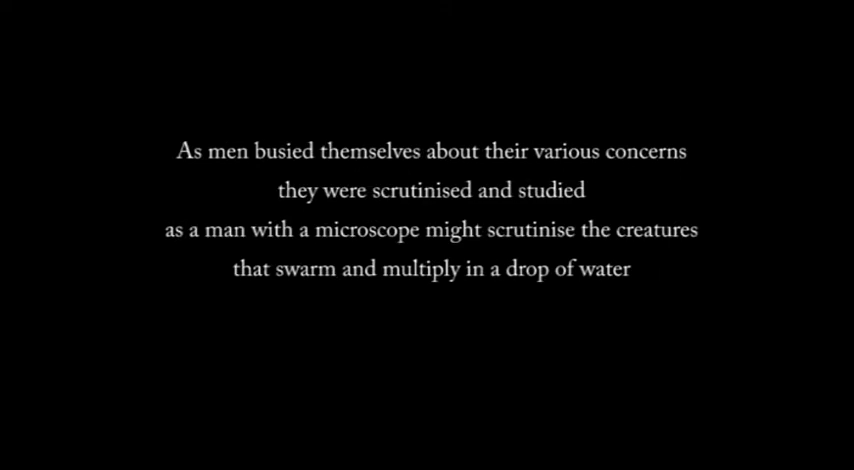 As men busied themselves about their various concerns
they were scrutinised and studied
as a man with a microscope might scrutinise the creatures
that swarm and multiply in a drop of water